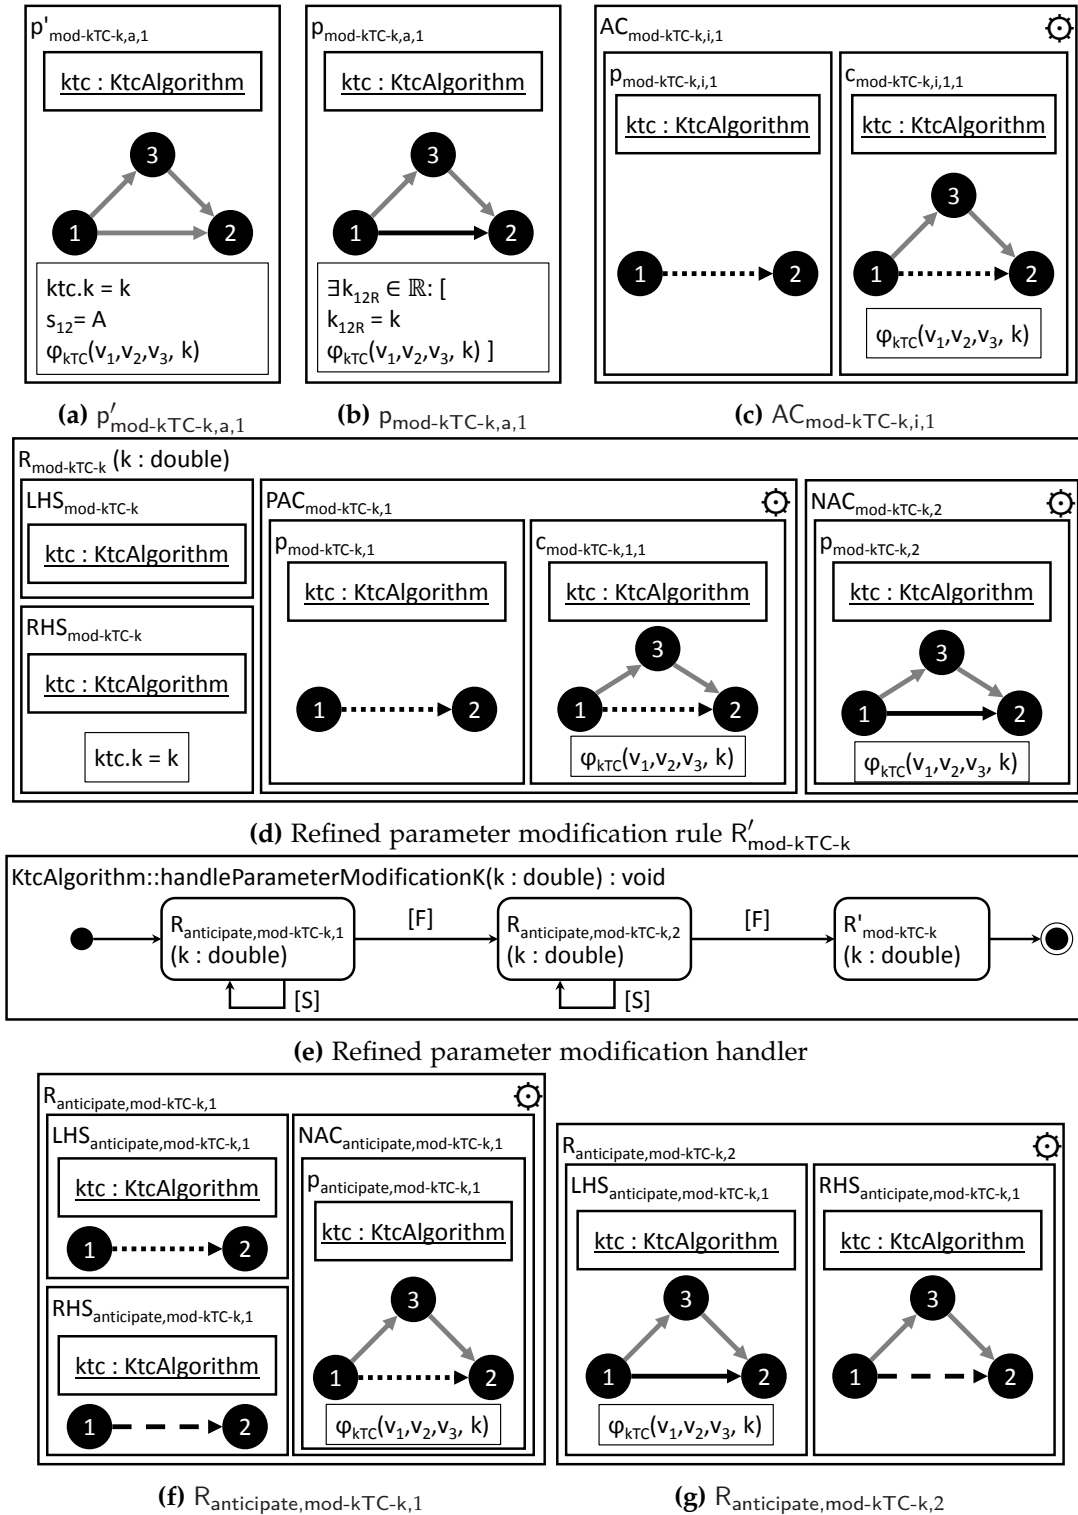 p'mod-kTC-k,a,1
ktc : KtcAlgorithm
3
1
2
ktc.k = k
s12= A
φkTC(v1,v2,v3, k)
(a) p′mod-kTC-k,a,1
pmod-kTC-k,a,1
ktc : KtcAlgorithm
3
1
2
∃k12R ∈ ℝ: [
k12R = k
φkTC(v1,v2,v3, k) ]
(b) pmod-kTC-k,a,1
ACmod-kTC-k,i,1
pmod-kTC-k,i,1
ktc : KtcAlgorithm
1
2
cmod-kTC-k,i,1,1
ktc : KtcAlgorithm
3
1
2
φkTC(v1,v2,v3, k)
(c) ACmod-kTC-k,i,1
Rmod-kTC-k (k : double)
LHSmod-kTC-k
ktc : KtcAlgorithm
RHSmod-kTC-k
ktc : KtcAlgorithm
ktc.k = k
PACmod-kTC-k,1
pmod-kTC-k,1
ktc : KtcAlgorithm
1
2
cmod-kTC-k,1,1
ktc : KtcAlgorithm
3
1
2
φkTC(v1,v2,v3, k)
NACmod-kTC-k,2
pmod-kTC-k,2
ktc : KtcAlgorithm
3
1
2
φkTC(v1,v2,v3, k)
(d) Refined parameter modification rule R′mod-kTC-k
KtcAlgorithm::handleParameterModificationK(k : double) : void
Ranticipate,mod-kTC-k,1
(k : double)
[S]
[F]
Ranticipate,mod-kTC-k,2
(k : double)
[S]
[F]
R'mod-kTC-k
(k : double)
(e) Refined parameter modification handler
Ranticipate,mod-kTC-k,1
LHSanticipate,mod-kTC-k,1
ktc : KtcAlgorithm
1
2
RHSanticipate,mod-kTC-k,1
ktc : KtcAlgorithm
1
2
NACanticipate,mod-kTC-k,1
panticipate,mod-kTC-k,1
ktc : KtcAlgorithm
3
1
2
φkTC(v1,v2,v3, k)
(f) Ranticipate,mod-kTC-k,1
Ranticipate,mod-kTC-k,2
LHSanticipate,mod-kTC-k,1
ktc : KtcAlgorithm
3
1
2
φkTC(v1,v2,v3, k)
RHSanticipate,mod-kTC-k,1
ktc : KtcAlgorithm
3
1
2
(g) Ranticipate,mod-kTC-k,2